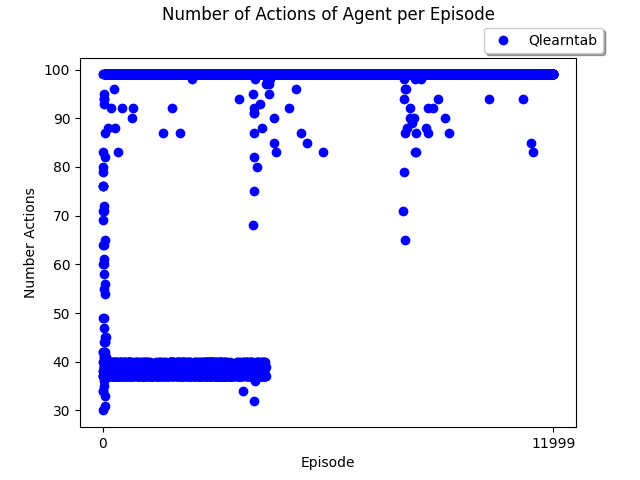 Number of Actions of Agent per Episode
Qlearntab
100
90
80
70
60
50
40
30
Number Actions
0
11999
Episode